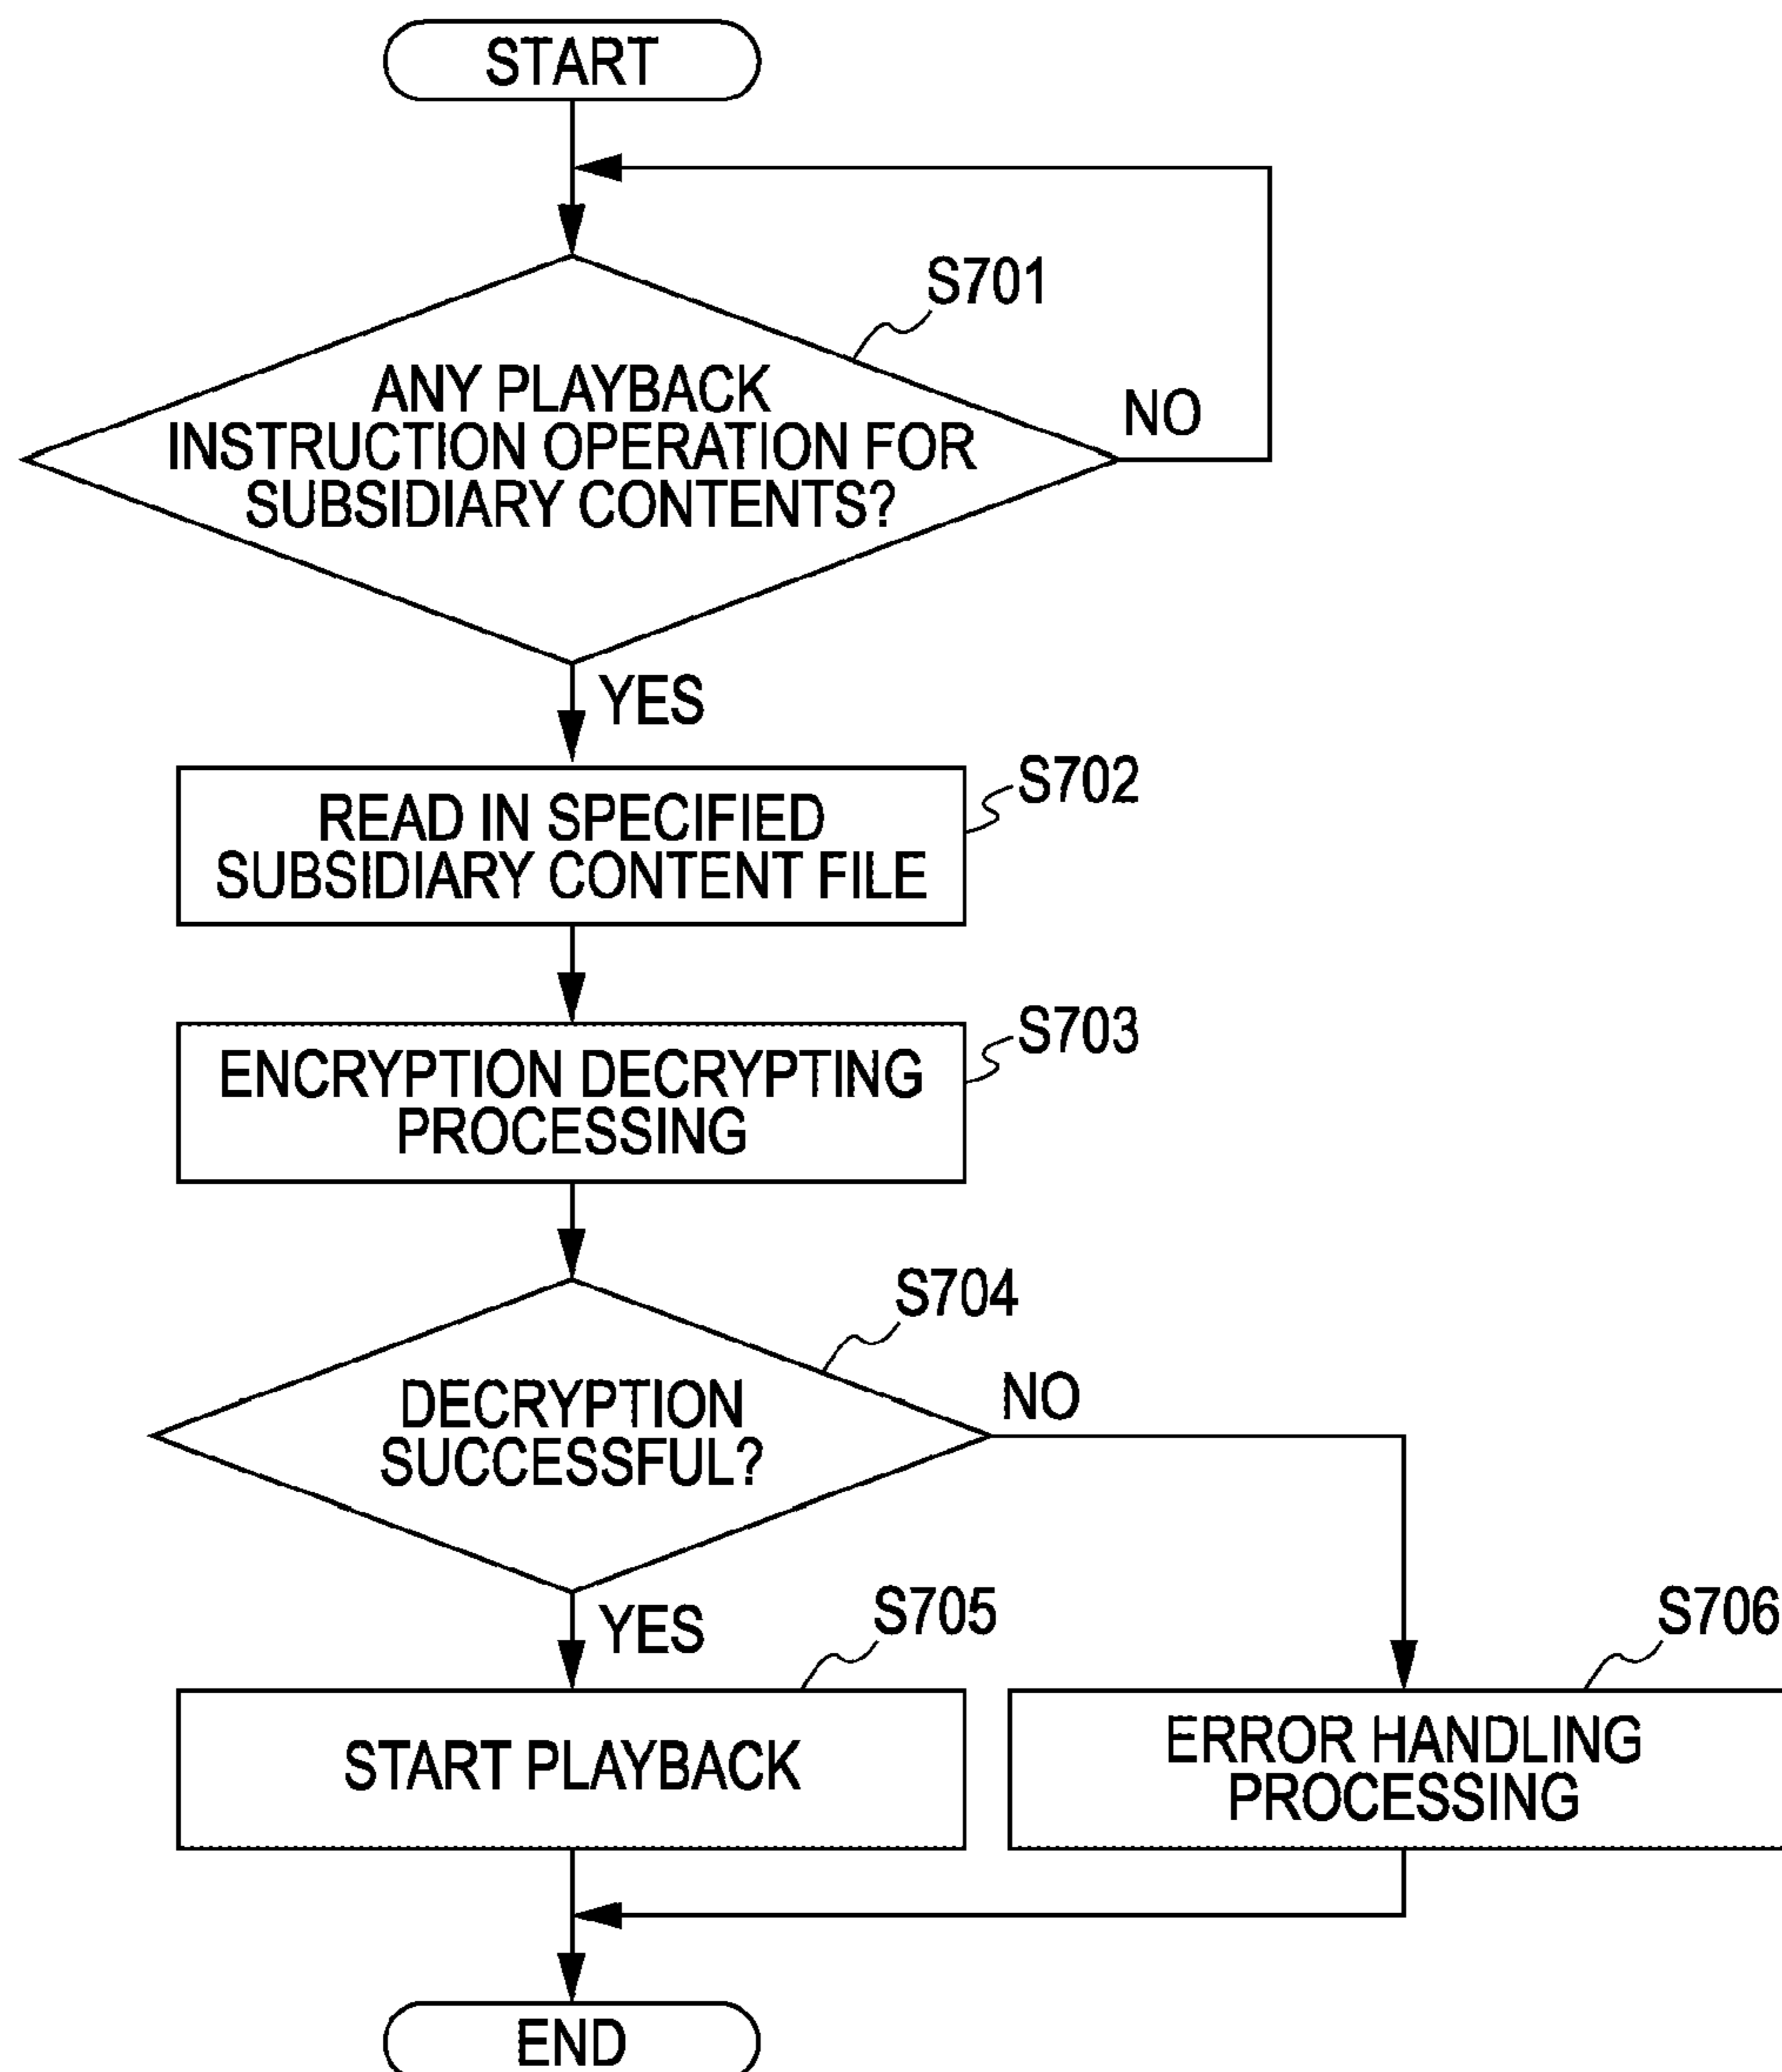 START
S701
ANY PLAYBACK
INSTRUCTION OPERATION FOR
SUBSIDIARY CONTENTS?
NO
YES
S702
READ IN SPECIFIED
SUBSIDIARY CONTENT FILE
S703
ENCRYPTION DECRYPTING
PROCESSING
S704
DECRYPTION
SUCCESSFUL?
NO
YES
S705
S706
START PLAYBACK
ERROR HANDLING
PROCESSING
END